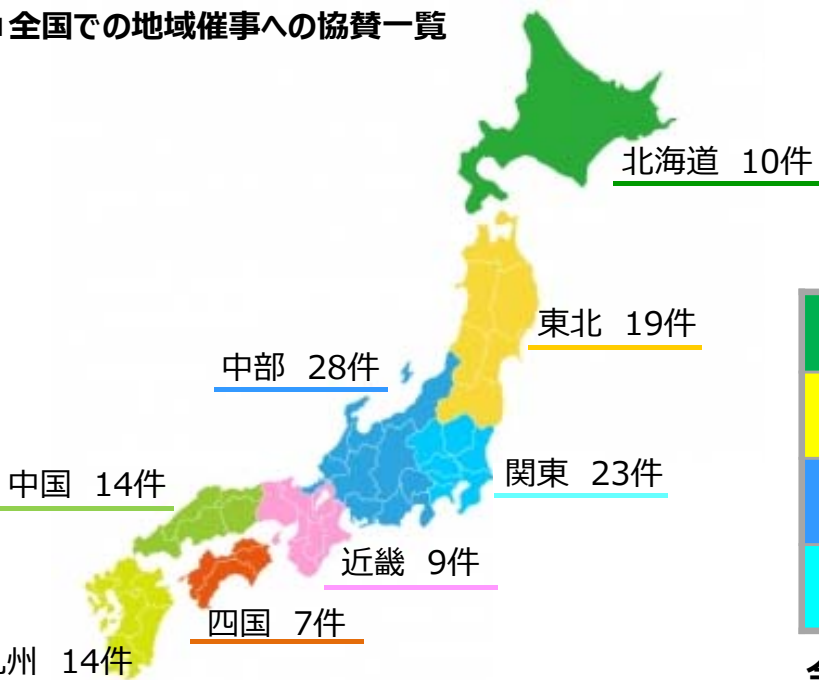 全国での地域催事への協賛一覧
北海道 10件
東北 19件
中部 28件
関東 23件
中国 14件
近畿 9件
四国 7件
州 14件